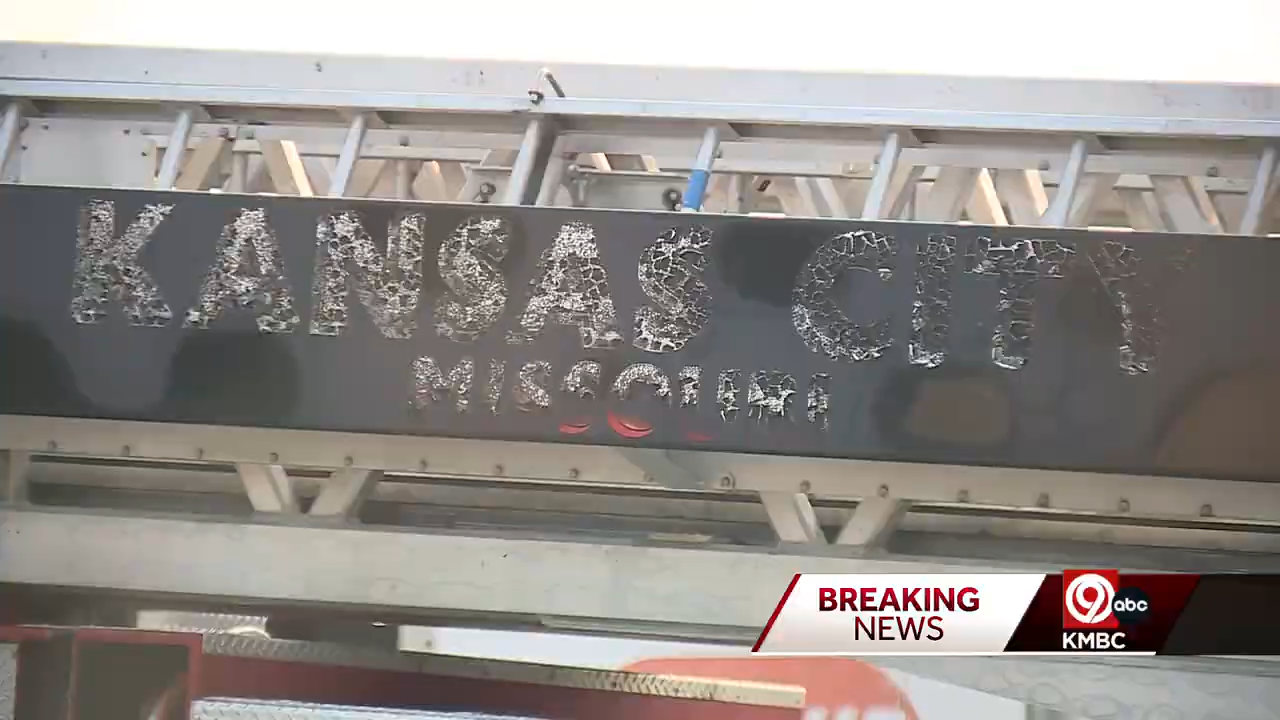 KANSAS CITY
MISSOURI
BREAKING
NEWS
9 abc
KMBC